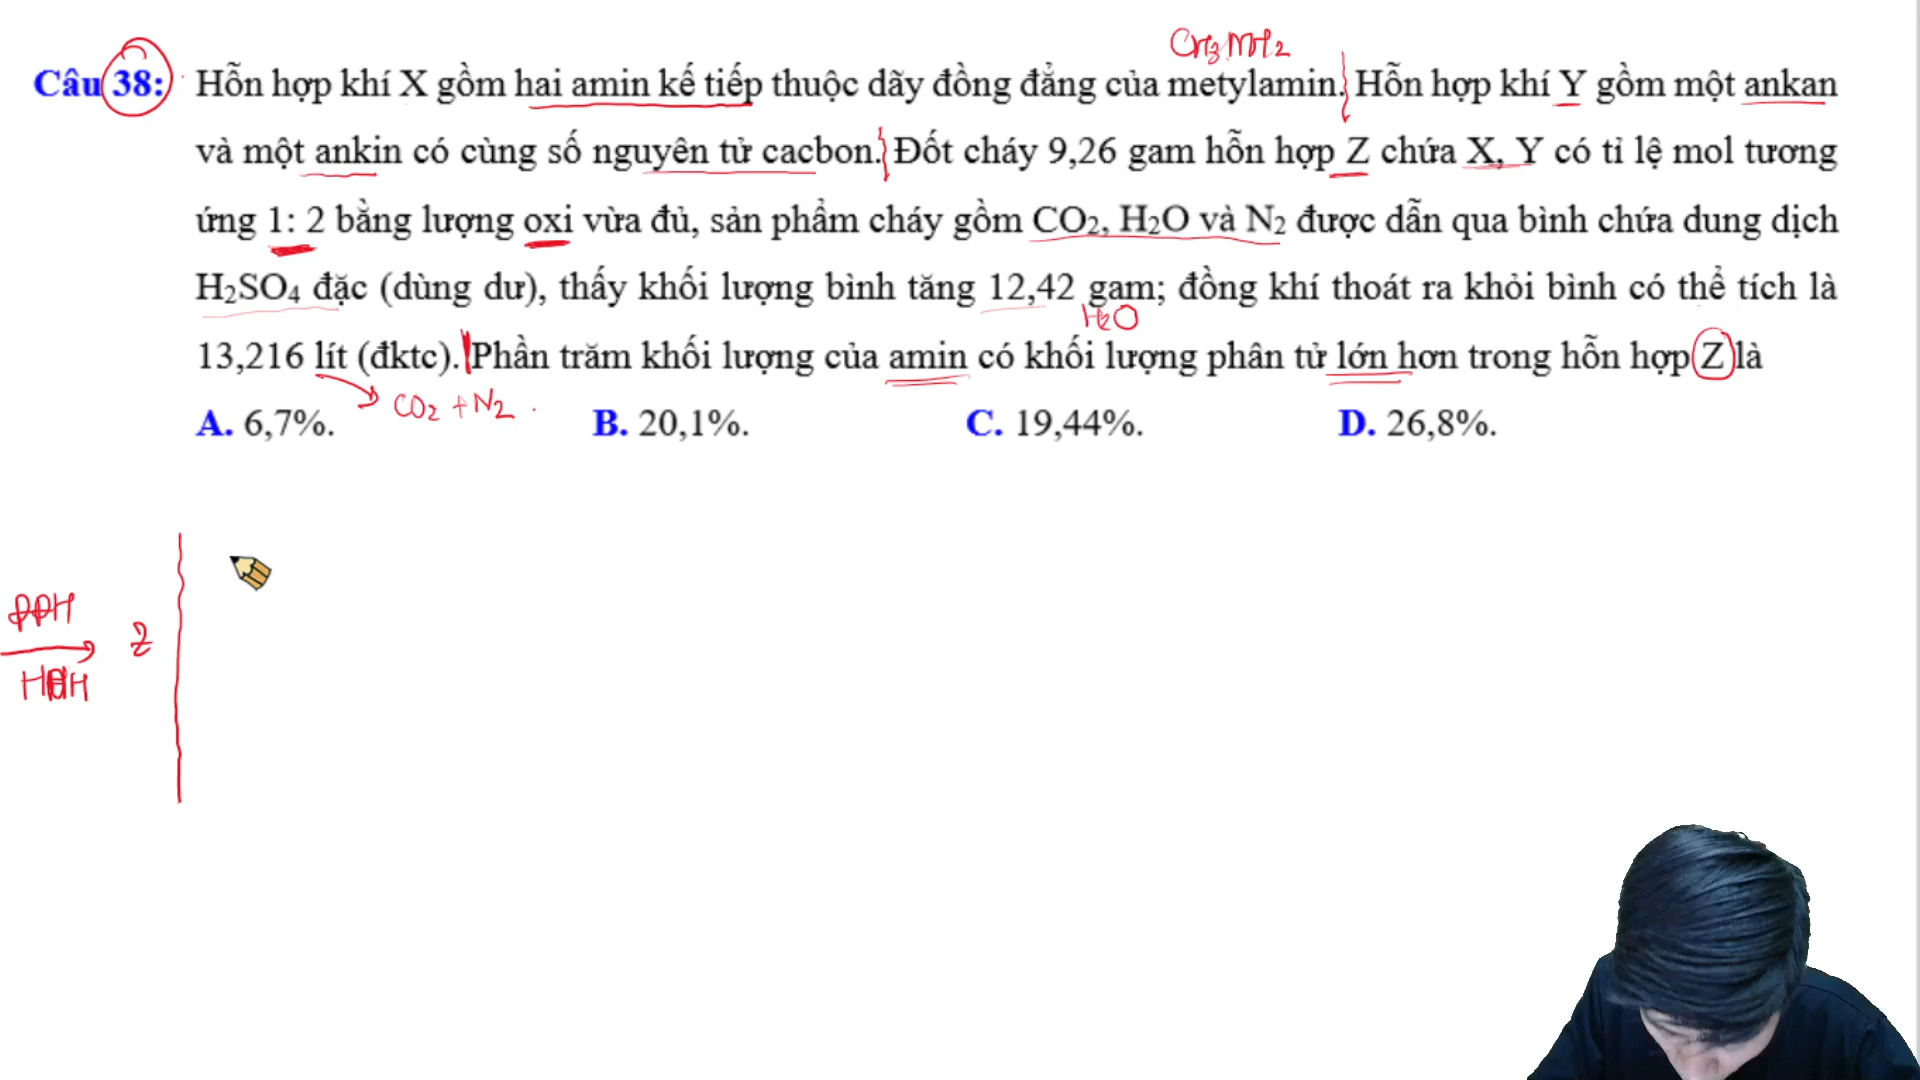 CH3NH2
Câu 38: Hỗn hợp khí X gồm hai amin kế tiếp thuộc dãy đồng đẳng của metylamin. Hỗn hợp khí Y gồm một ankan
và một ankin có cùng số nguyên tử cacbon. Đốt cháy 9,26 gam hỗn hợp Z chứa X, Y có tỉ lệ mol tương
ứng 1: 2 bằng lượng oxi vừa đủ, sản phẩm cháy gồm CO2, H2O và N2 được dẫn qua bình chứa dung dịch
H2SO4 đặc (dùng dư), thấy khối lượng bình tăng 12,42 gam; đồng khí thoát ra khỏi bình có thể tích là
H2O
13,216 lít (đktc). Phần trăm khối lượng của amin có khối lượng phân tử lớn hơn trong hỗn hợp Z là
CO2 + N2
A. 6,7%. B. 20,1%. C. 19,44%. D. 26,8%.
Z